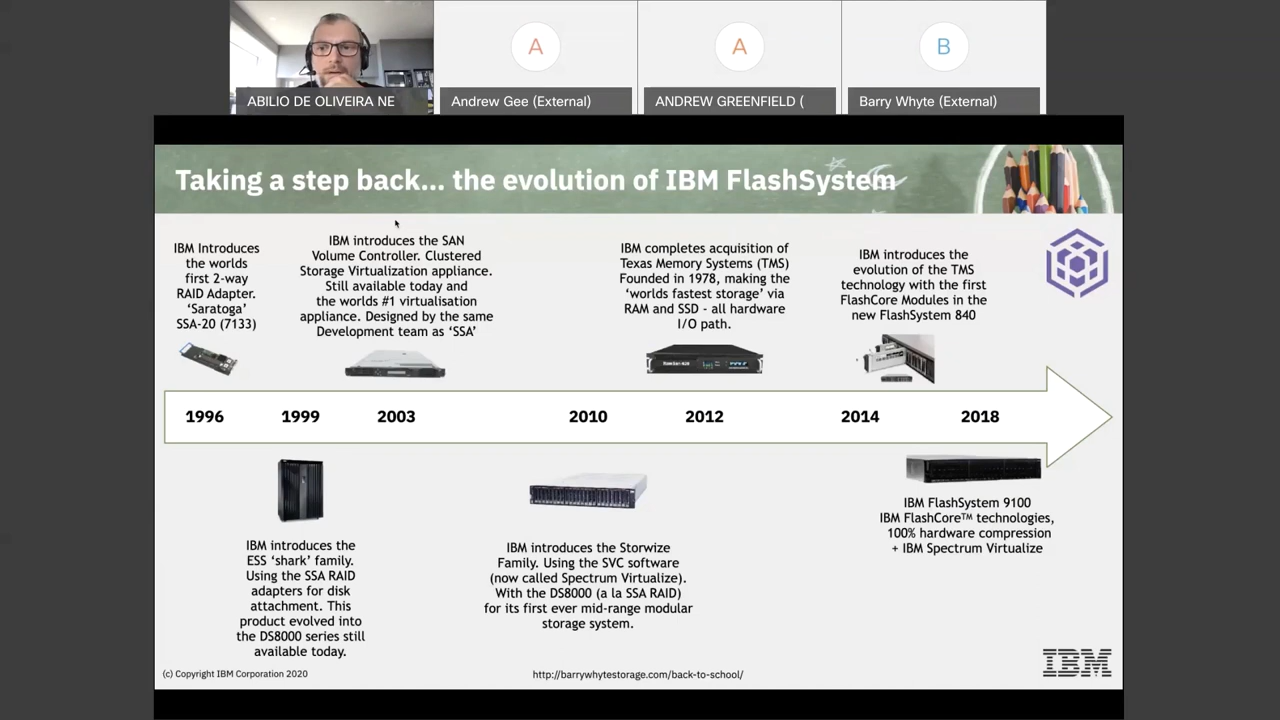 ABILIO DE OLIVEIRA NE
A
Andrew Gee (External)
A
ANDREW GREENFIELD (
B
Barry Whyte (External)
Taking a step back... the evolution of IBM FlashSystem
IBM Introduces
the worlds
first 2-way
RAID Adapter.
‘Saratoga’
SSA-20 (7133)
IBM introduces the SAN
Volume Controller. Clustered
Storage Virtualization appliance.
Still available today and
the worlds #1 virtualisation
appliance. Designed by the same
Development team as ‘SSA’
IBM completes acquisition of
Texas Memory Systems (TMS)
Founded in 1978, making the
‘worlds fastest storage’ via
RAM and SSD - all hardware
I/O path.
IBM introduces the
evolution of the TMS
technology with the first
FlashCore Modules in the
new FlashSystem 840
1996
1999
2003
2010
2012
2014
2018
IBM introduces the
ESS ‘shark’ family.
Using the SSA RAID
adapters for disk
attachment. This
product evolved into
the DS8000 series still
available today.
IBM introduces the Storwize
Family. Using the SVC software
(now called Spectrum Virtualize).
With the DS8000 (a la SSA RAID)
for its first ever mid-range modular
storage system.
IBM FlashSystem 9100
IBM FlashCore™ technologies,
100% hardware compression
+ IBM Spectrum Virtualize
(c) Copyright IBM Corporation 2020
http://barrywhytestorage.com/back-to-school/
IBM